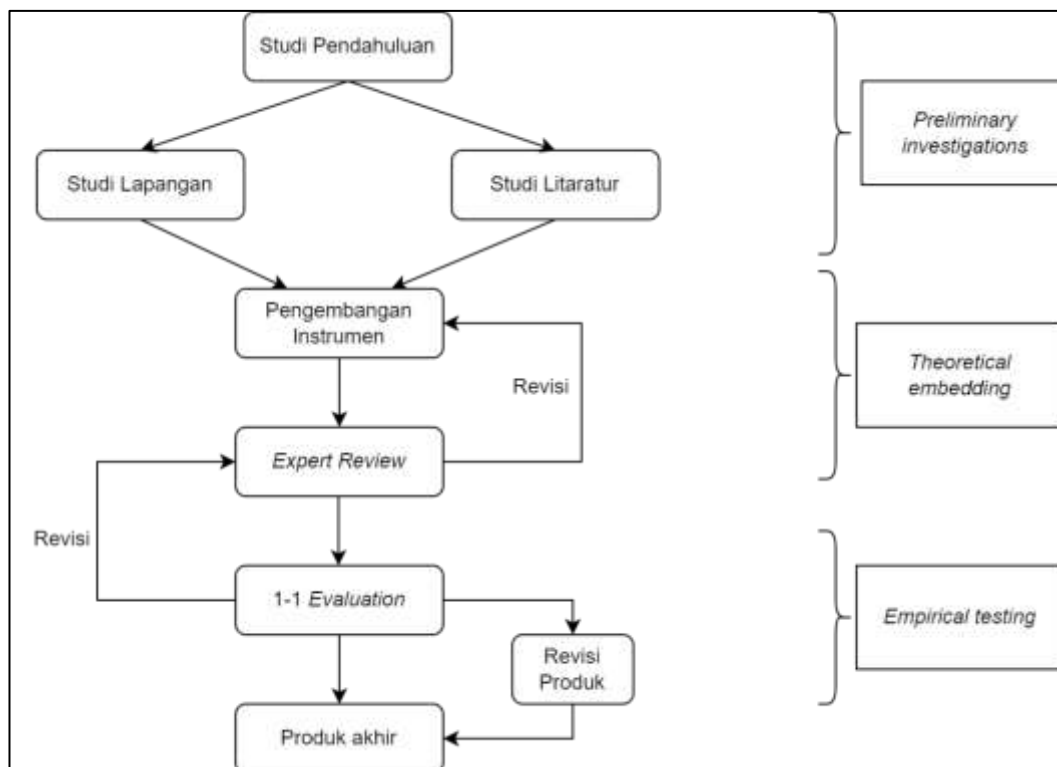 Studi Pendahuluan
Preliminary
investigations
Studi Lapangan
Studi Litaratur
Pengembangan
Instrumen
Revisi
Theoretical
embedding
Expert Review
Revisi
1-1 Evaluation
Empirical testing
Revisi
Produk
Produk akhir